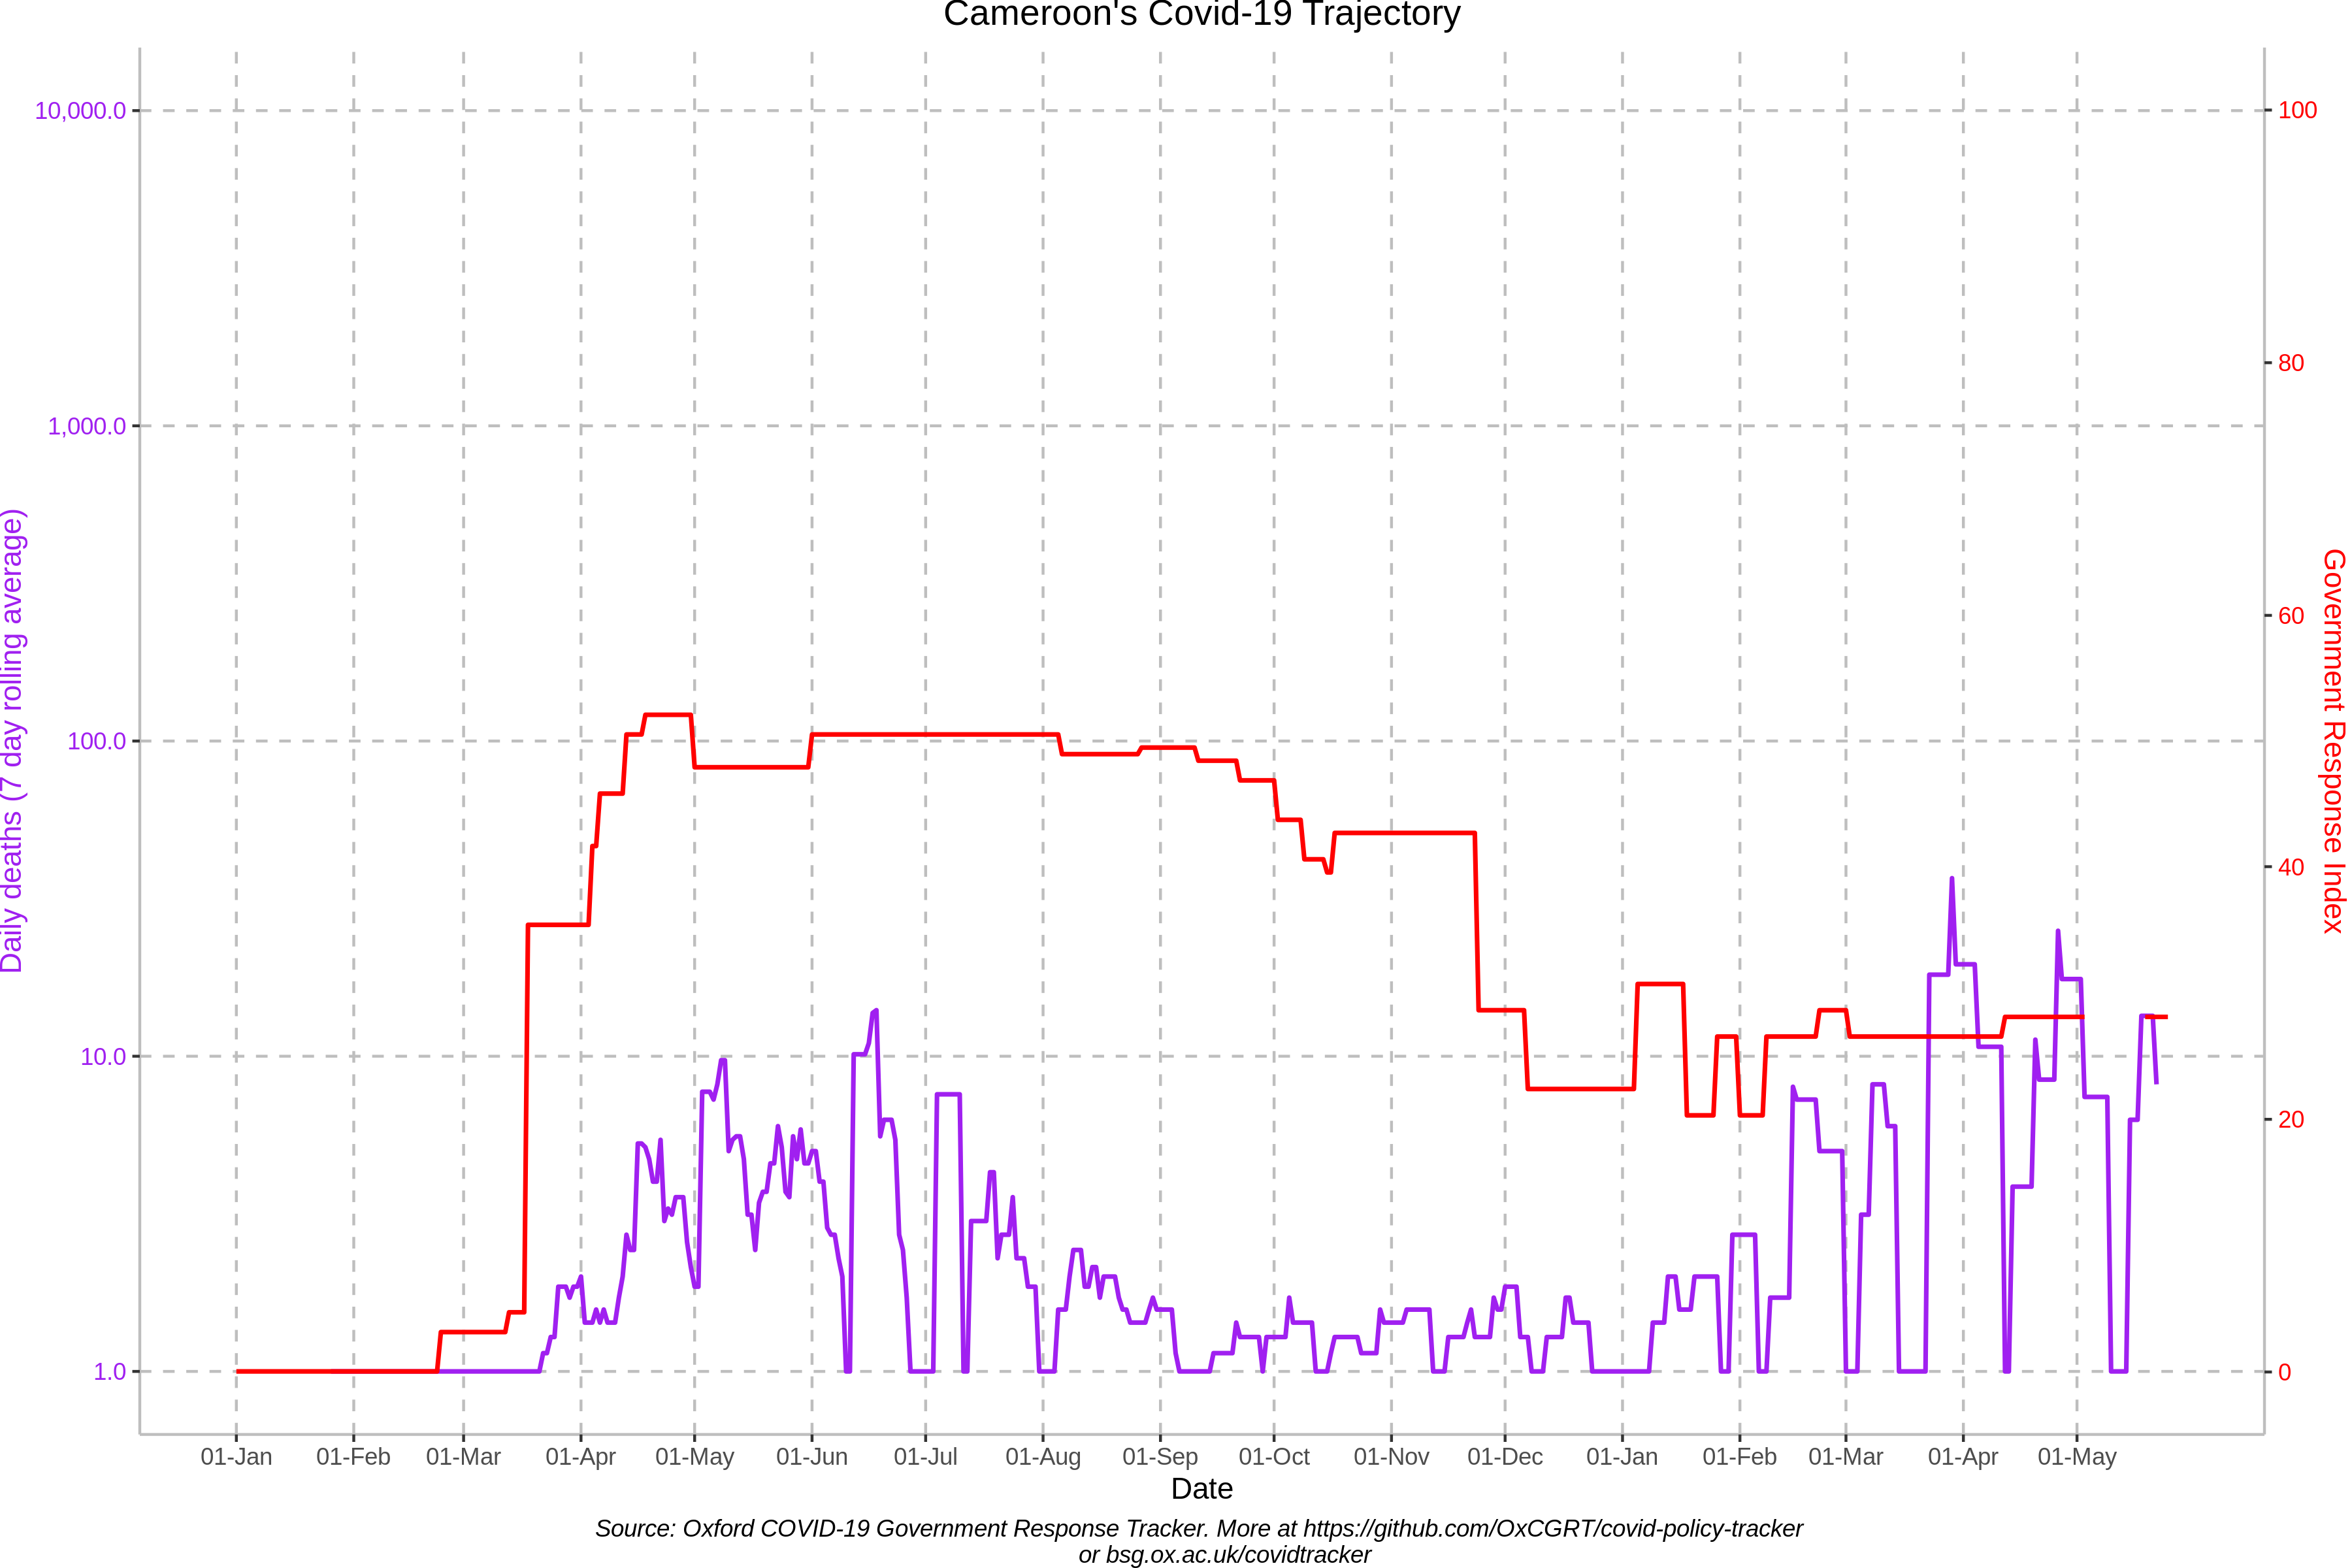 Cameroon's Covid-19 Trajectory
Daily deaths (7 day rolling average)
10,000.0
1,000.0
100.0
10.0
1.0
100
80
60
40
20
0
Government Response Index
01-Jan 01-Feb 01-Mar 01-Apr 01-May 01-Jun 01-Jul 01-Aug 01-Sep 01-Oct 01-Nov 01-Dec 01-Jan 01-Feb 01-Mar 01-Apr 01-May
Date
Source: Oxford COVID-19 Government Response Tracker. More at https://github.com/OxCGRT/covid-policy-tracker
or bsg.ox.ac.uk/covidtracker